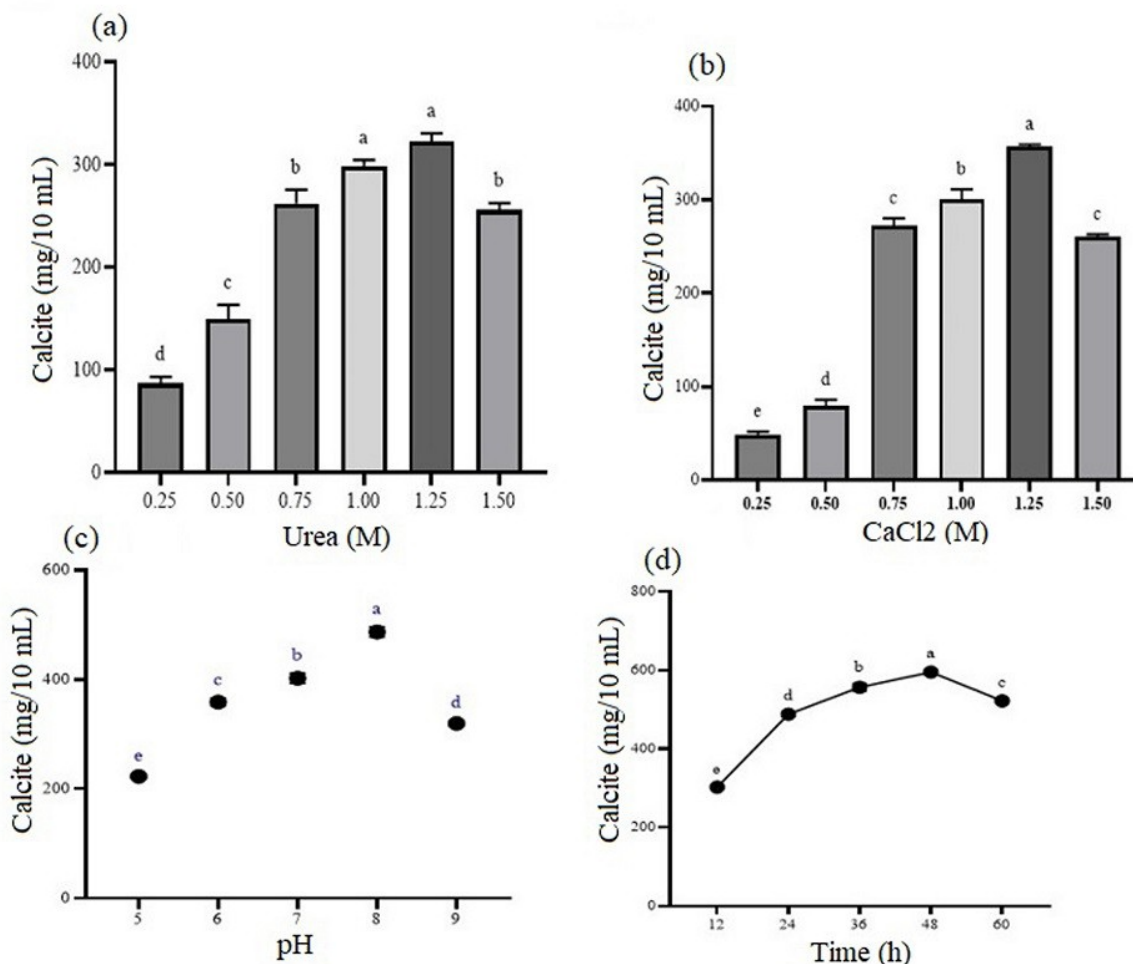 (a)
Calcite (mg/10 mL)
400
300
200
100
0
d
c
b
a
a
b
0.25 0.50 0.75 1.00 1.25 1.50
Urea (M)
(b)
Calcite (mg/10 mL)
400
300
200
100
0
e
d
c
b
a
c
0.25 0.50 0.75 1.00 1.25 1.50
CaCl2 (M)
(c)
Calcite (mg/10 mL)
600
400
200
0
e
c
b
a
d
5 6 7 8 9
pH
(d)
Calcite (mg/10 mL)
800
600
400
200
0
e
d
b
a
c
12 24 36 48 60
Time (h)